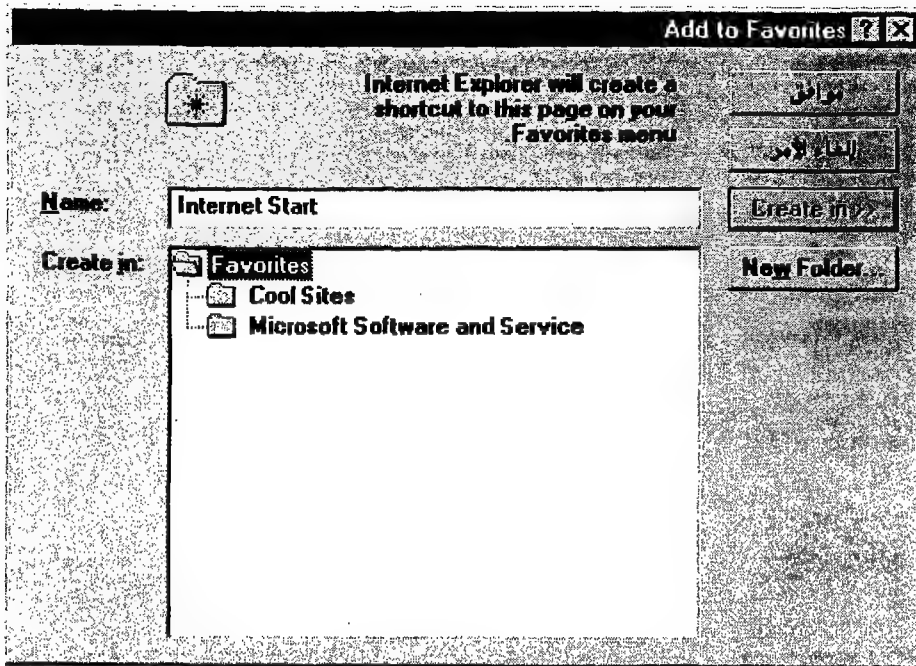 Add to Favorites
Internet Explorer will create a
shortcut to this page on your
Favorites menu
موافق
إلغاء الأمر
Name:
Internet Start
Create in >>
Create in:
Favorites
New Folder...
Cool Sites
Microsoft Software and Service